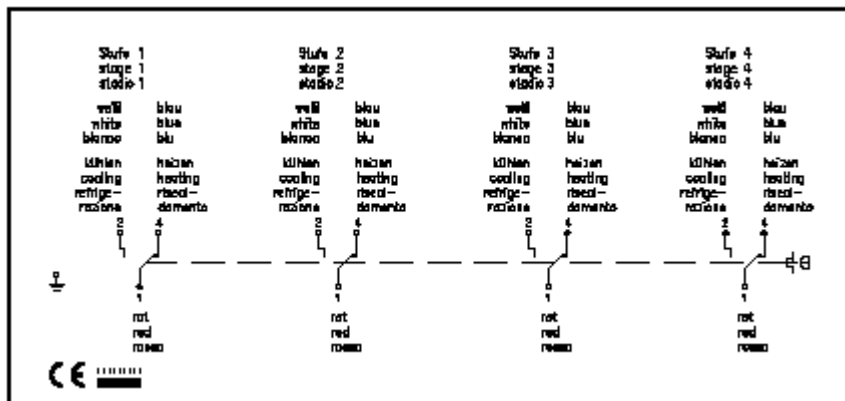 Stufe 1
stage 1
stadio 1
weiß blau
white blue
bianco blu
kühlen heizen
cooling heating
refrige- riscal-
razione damento
2 4
1
rot
red
rosso
Stufe 2
stage 2
stadio 2
weiß blau
white blue
bianco blu
kühlen heizen
cooling heating
refrige- riscal-
razione damento
2 4
1
rot
red
rosso
Stufe 3
stage 3
stadio 3
weiß blau
white blue
bianco blu
kühlen heizen
cooling heating
refrige- riscal-
razione damento
2 4
1
rot
red
rosso
Stufe 4
stage 4
stadio 4
weiß blau
white blue
bianco blu
kühlen heizen
cooling heating
refrige- riscal-
razione damento
2 4
1
rot
red
rosso
CE